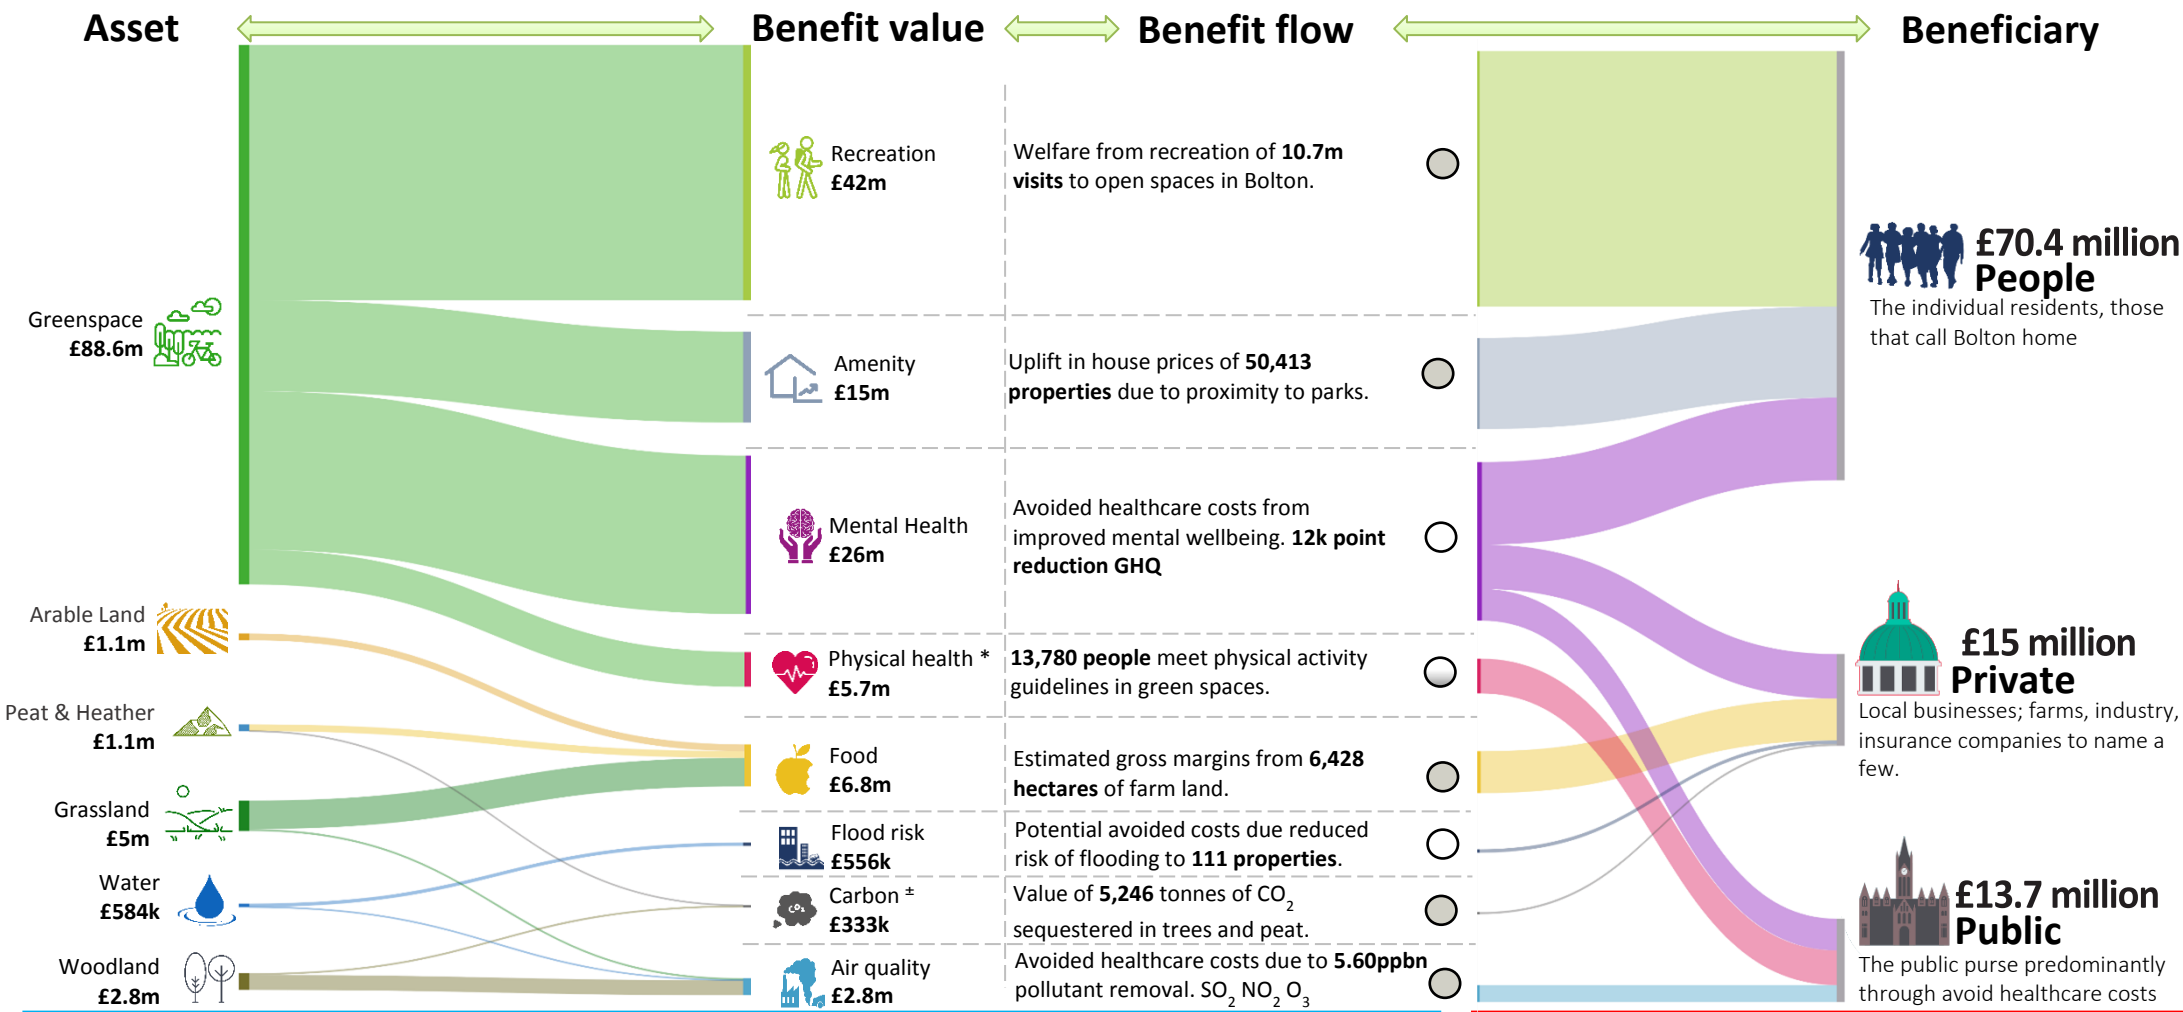 Asset
Benefit value
Benefit flow
Beneficiary
Greenspace
£88.6m
Arable Land
£1.1m
Peat & Heather
£1.1m
Grassland
£5m
Water
£584k
Woodland
£2.8m
Recreation
£42m
Welfare from recreation of 10.7m
visits to open spaces in Bolton.
Amenity
£15m
Uplift in house prices of 50,413
properties due to proximity to parks.
Mental Health
£26m
Avoided healthcare costs from
improved mental wellbeing. 12k point
reduction GHQ
Physical health *
£5.7m
13,780 people meet physical activity
guidelines in green spaces.
Food
£6.8m
Estimated gross margins from 6,428
hectares of farm land.
Flood risk
£556k
Potential avoided costs due reduced
risk of flooding to 111 properties.
CO₂
Carbon ±
£333k
Value of 5,246 tonnes of CO₂
sequestered in trees and peat.
Air quality
£2.8m
Avoided healthcare costs due to 5.60ppbn
pollutant removal. SO₂ NO₂ O₃
£70.4 million
People
The individual residents, those
that call Bolton home
£15 million
Private
Local businesses; farms, industry,
insurance companies to name a
few.
£13.7 million
Public
The public purse predominantly
through avoid healthcare costs